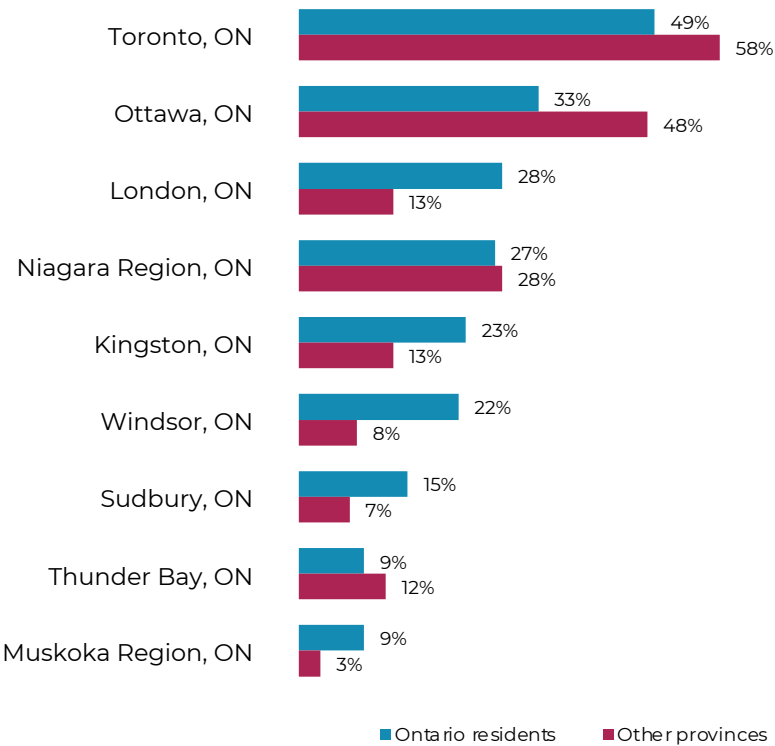 Toronto, ON
49%
58%
Ottawa, ON
33%
48%
London, ON
28%
13%
Niagara Region, ON
27%
28%
Kingston, ON
23%
13%
Windsor, ON
22%
8%
Sudbury, ON
15%
7%
Thunder Bay, ON
9%
12%
Muskoka Region, ON
9%
3%
Ontario residents
Other provinces